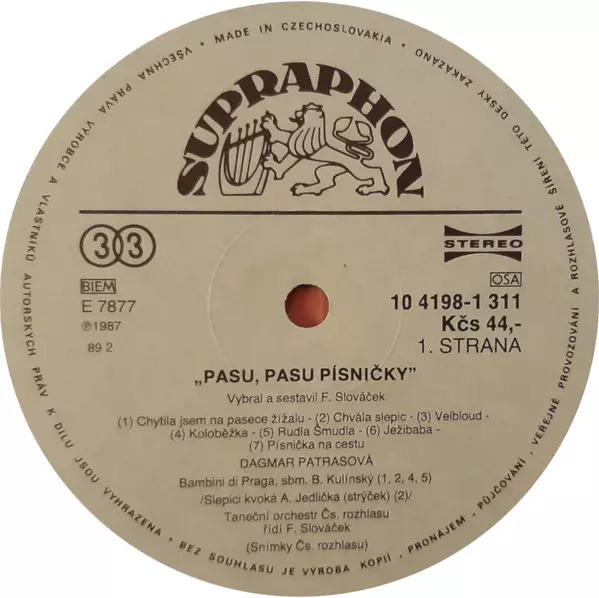 SUPRAPHON
• MADE IN CZECHOSLOVAKIA •
VŠECHNA PRÁVA VÝROBCE A VLASTNÍKŮ AUTORSKÝCH PRÁV K DÍLU JSOU VYHRAZENA • BEZ SOUHLASU JE VÝROBA KOPIÍ, PRONÁJEM, PŮJČOVÁNÍ, VEŘEJNÉ PROVOZOVÁNÍ A ROZHLASOVÉ ŠÍŘENÍ TÉTO DESKY ZAKÁZÁNO
33
STEREO
BIEM
OSA
E 7877
10 4198-1 311
℗1987
Kčs 44,-
89 2
1. STRANA
„PASU, PASU PÍSNIČKY”
Vybral a sestavil F. Slováček
(1) Chytila jsem na pasece žížalu - (2) Chvála slepic - (3) Velbloud -
(4) Koloběžka - (5) Rudla Šmudla - (6) Ježibaba -
(7) Písnička na cestu
DAGMAR PATRASOVÁ
Bambini di Praga, sbm. B. Kulínský (1, 2, 4, 5)
/Slepici kvoká A. Jedlička (strýček) (2)/
Taneční orchestr Čs. rozhlasu
řídí F. Slováček
(Snímky Čs. rozhlasu)